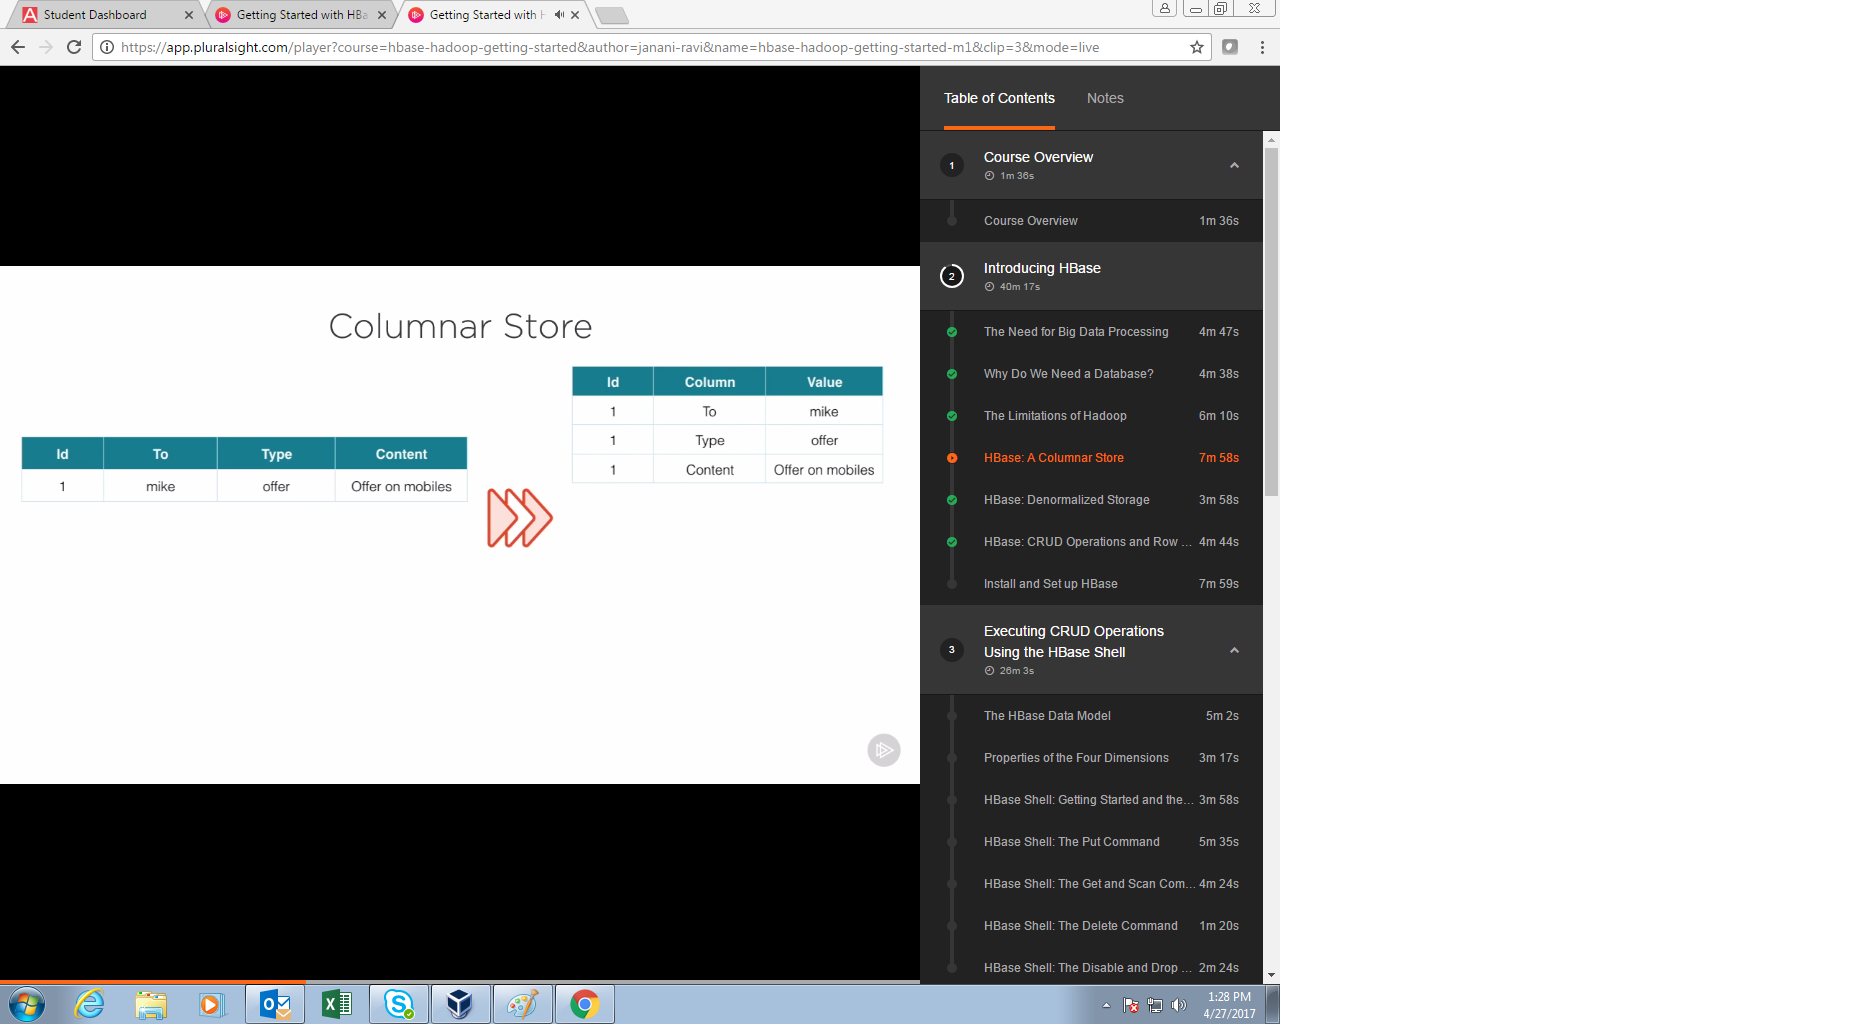 Student Dashboard
Getting Started with HBa
Getting Started with H
https://app.pluralsight.com/player?course=hbase-hadoop-getting-started&author=janani-ravi&name=hbase-hadoop-getting-started-m1&clip=3&mode=live
Table of Contents Notes
1 Course Overview
1m 36s
Course Overview 1m 36s
2 Introducing HBase
40m 17s
The Need for Big Data Processing 4m 47s
Why Do We Need a Database? 4m 38s
The Limitations of Hadoop 6m 10s
HBase: A Columnar Store 7m 58s
HBase: Denormalized Storage 3m 58s
HBase: CRUD Operations and Row ... 4m 44s
Install and Set up HBase 7m 59s
3 Executing CRUD Operations
Using the HBase Shell
26m 3s
The HBase Data Model 5m 2s
Properties of the Four Dimensions 3m 17s
HBase Shell: Getting Started and the... 3m 58s
HBase Shell: The Put Command 5m 35s
HBase Shell: The Get and Scan Com... 4m 24s
HBase Shell: The Delete Command 1m 20s
HBase Shell: The Disable and Drop ... 2m 24s
Columnar Store
Id To Type Content
1 mike offer Offer on mobiles
Id Column Value
1 To mike
1 Type offer
1 Content Offer on mobiles
1:28 PM
4/27/2017